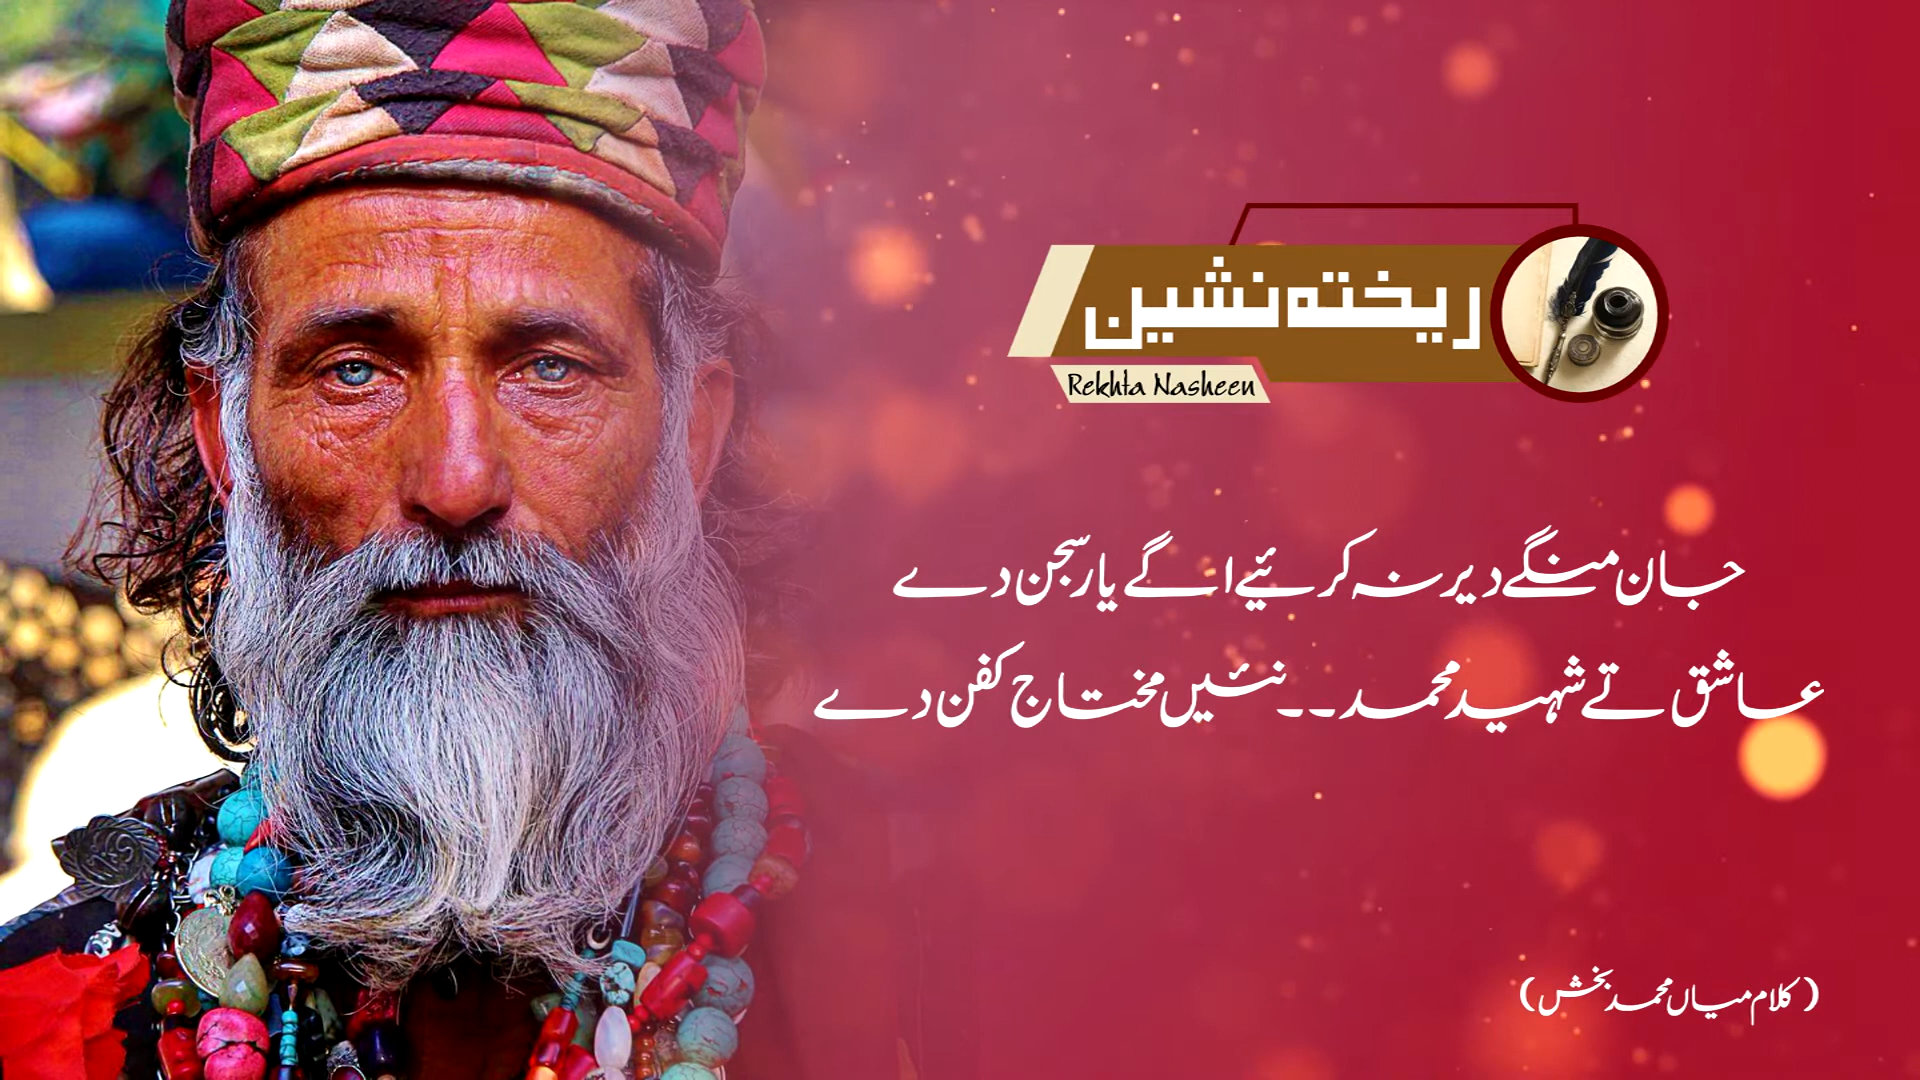 ریختہ نشین
Rekhta Nasheen
جان منگے دیر نہ کرئیے اگے یار سجن دے
عاشق تے شہید محمد۔۔نئیں محتاج کفن دے
(کلام میاں محمد بخش)